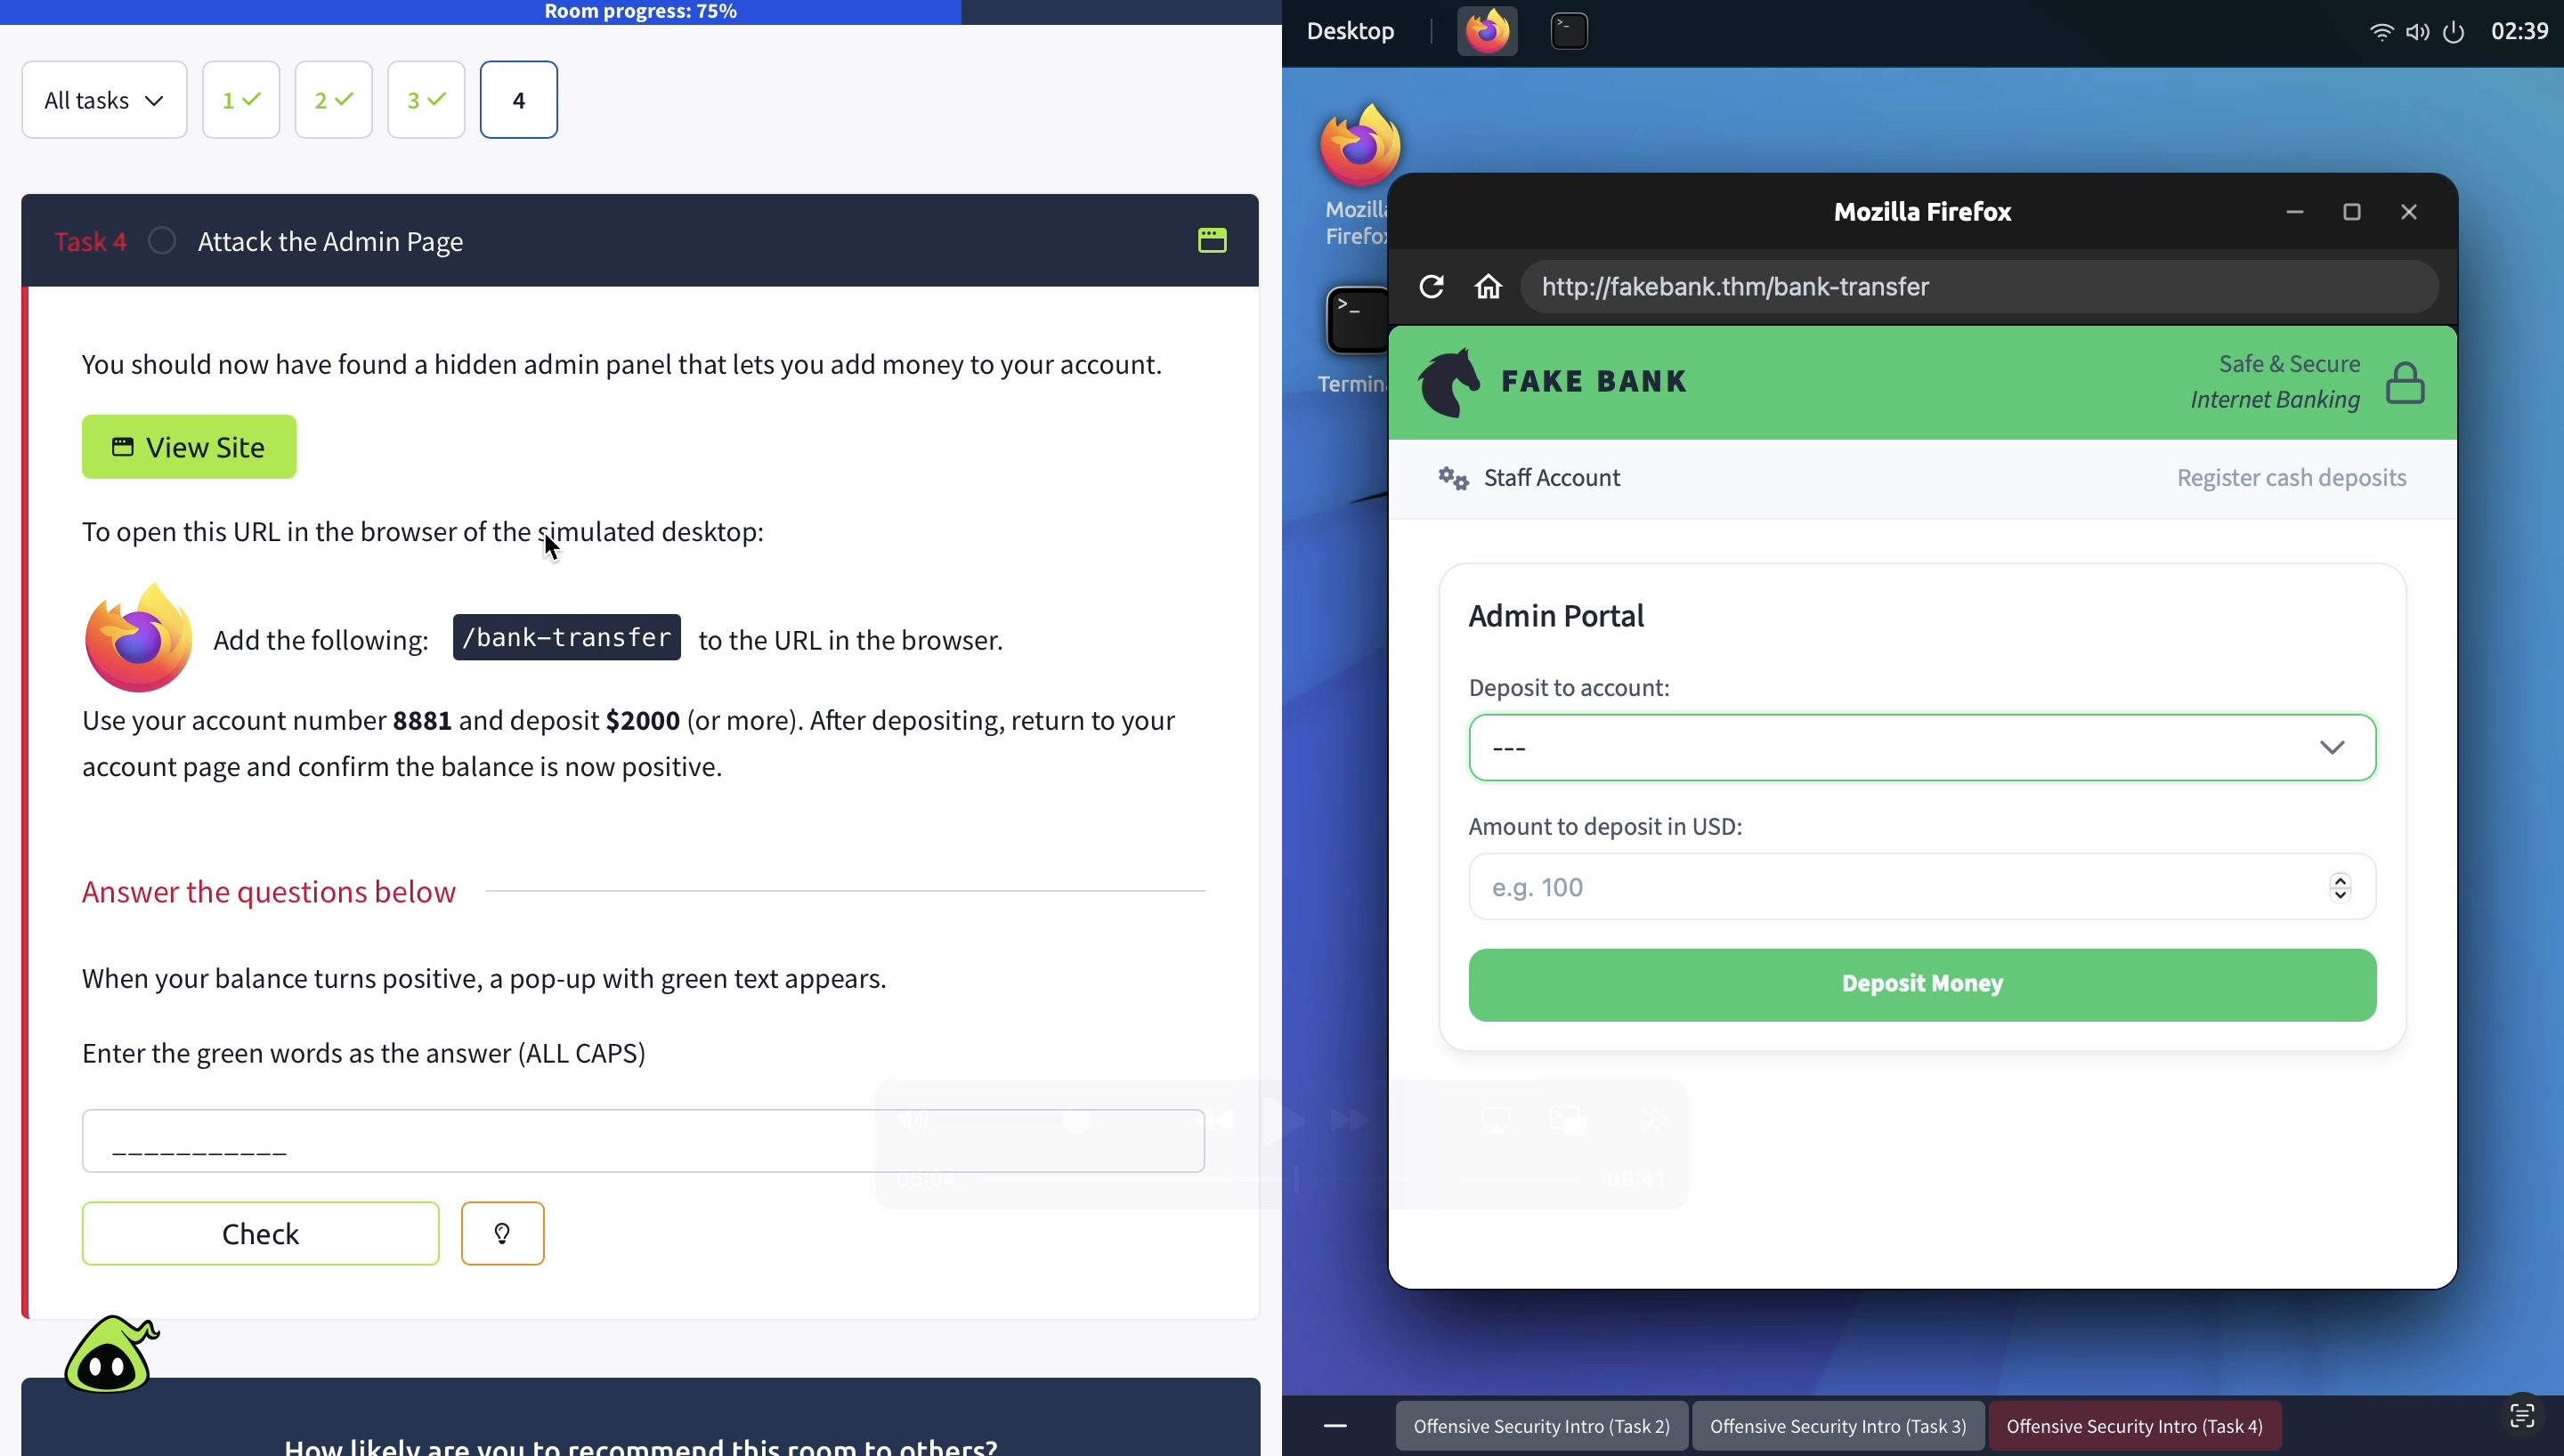 Room progress: 75%
All tasks
1
2
3
4
Task 4 Attack the Admin Page
You should now have found a hidden admin panel that lets you add money to your account.
View Site
To open this URL in the browser of the simulated desktop:
Add the following: /bank-transfer to the URL in the browser.
Use your account number 8881 and deposit $2000 (or more). After depositing, return to your
account page and confirm the balance is now positive.
Answer the questions below
When your balance turns positive, a pop-up with green text appears.
Enter the green words as the answer (ALL CAPS)
___________
Check
How likely are you to recommend this room to others?
Desktop
02:39
Mozilla Firefox
http://fakebank.thm/bank-transfer
FAKE BANK
Safe & Secure
Internet Banking
Staff Account
Register cash deposits
Admin Portal
Deposit to account:
---
Amount to deposit in USD:
e.g. 100
Deposit Money
05:04
09:41
Offensive Security Intro (Task 2)
Offensive Security Intro (Task 3)
Offensive Security Intro (Task 4)